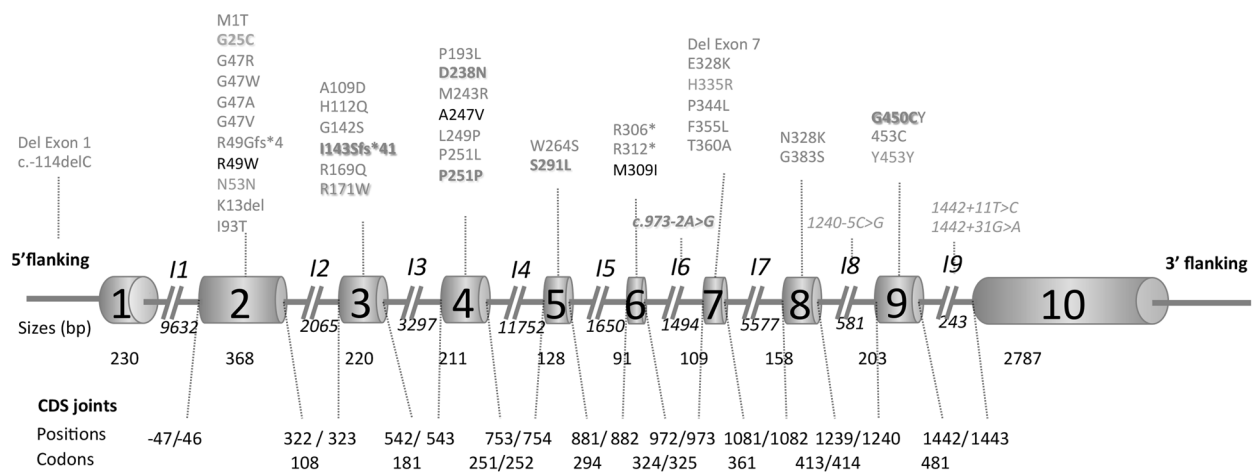 M1T
G25C
G47R
G47W
G47A
G47V
R49Gfs*4
R49W
N53N
K13del
I93T
A109D
H112Q
G142S
I143Sfs*41
R169Q
R171W
P193L
D238N
M243R
A247V
L249P
P251L
P251P
W264S
S291L
R306*
R312*
M309I
Del Exon 7
E328K
H335R
P344L
F355L
T360A
N328K
G383S
G450CY
453C
Y453Y
Del Exon 1
c.-114delC
c.973-2A>G
1240-5C>G
1442+11T>C
1442+31G>A
5'flanking
I1 I2 I3 I4 I5 I6 I7 I8 I9
3' flanking
1 2 3 4 5 6 7 8 9 10
Sizes (bp)
9632 2065 3297 11752 1650 1494 5577 581 243
230 368 220 211 128 91 109 158 203 2787
CDS joints
Positions -47/-46 322 / 323 542 / 543 753/754 881/ 882 972/973 1081/1082 1239/1240 1442/1443
Codons 108 181 251/252 294 324/325 361 413/414 481